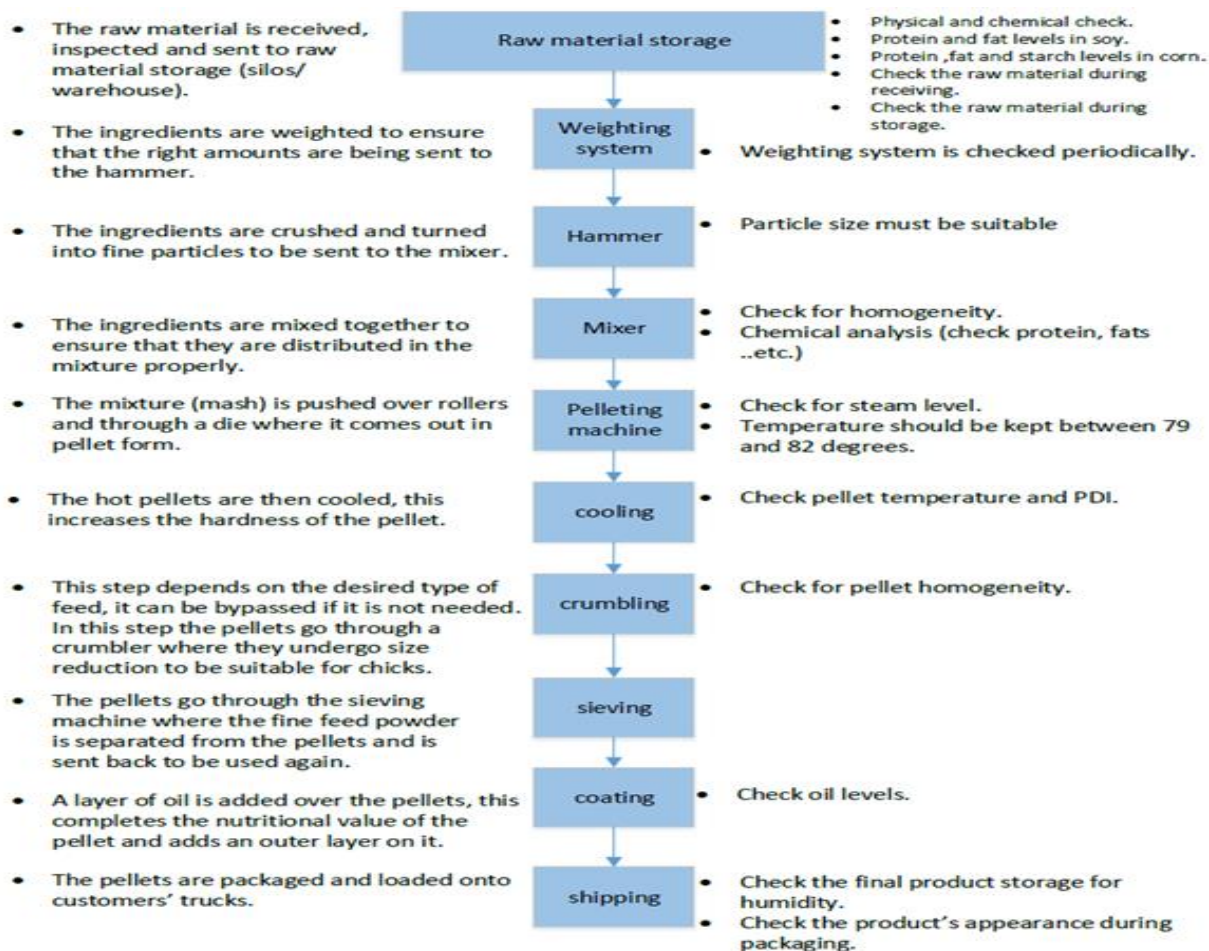 • The raw material is received,
inspected and sent to raw
material storage (silos/
warehouse).
Raw material storage
• Physical and chemical check.
• Protein and fat levels in soy.
• Protein ,fat and starch levels in corn.
• Check the raw material during
receiving.
• Check the raw material during
storage.
• The ingredients are weighted to ensure
that the right amounts are being sent to
the hammer.
Weighting
system
• Weighting system is checked periodically.
• The ingredients are crushed and turned
into fine particles to be sent to the mixer.
Hammer
• Particle size must be suitable
• The ingredients are mixed together to
ensure that they are distributed in the
mixture properly.
Mixer
• Check for homogeneity.
• Chemical analysis (check protein, fats
..etc.)
• The mixture (mash) is pushed over rollers
and through a die where it comes out in
pellet form.
Pelleting
machine
• Check for steam level.
• Temperature should be kept between 79
and 82 degrees.
• The hot pellets are then cooled, this
increases the hardness of the pellet.
cooling
• Check pellet temperature and PDI.
• This step depends on the desired type of
feed, it can be bypassed if it is not needed.
In this step the pellets go through a
crumbler where they undergo size
reduction to be suitable for chicks.
crumbling
• Check for pellet homogeneity.
• The pellets go through the sieving
machine where the fine feed powder
is separated from the pellets and is
sent back to be used again.
sieving
• A layer of oil is added over the pellets, this
completes the nutritional value of the
pellet and adds an outer layer on it.
coating
• Check oil levels.
• The pellets are packaged and loaded onto
customers’ trucks.
shipping
• Check the final product storage for
humidity.
• Check the product’s appearance during
packaging.